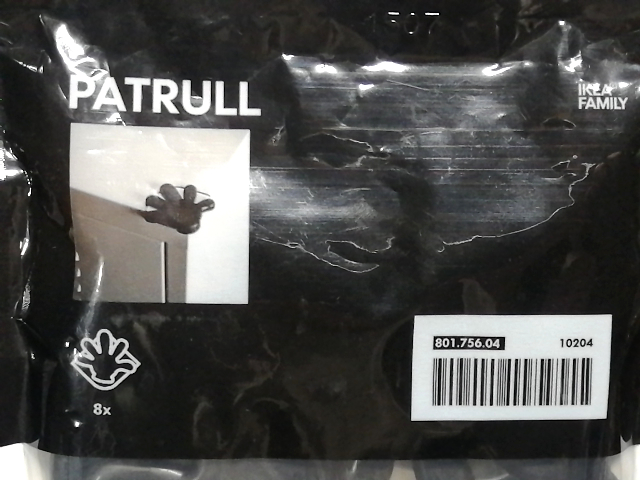 PATRULL
IKEA
FAMILY
8x
801.756.04 10204